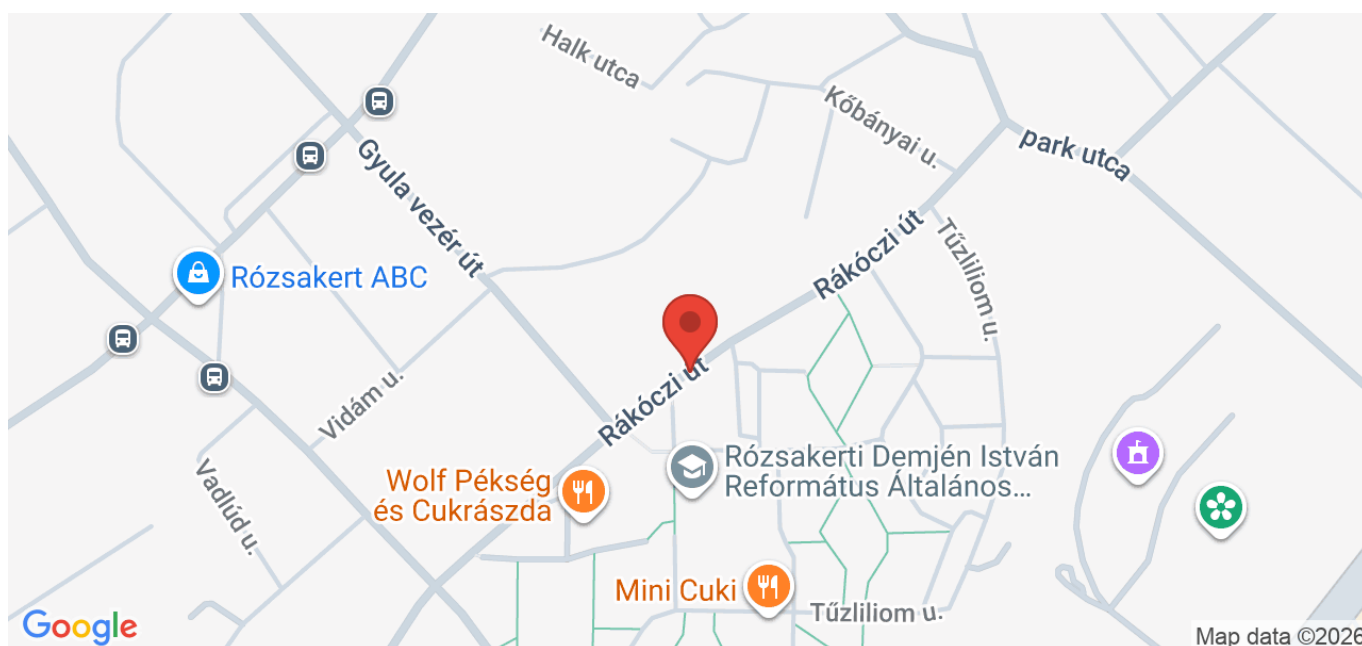 Halk utca
Kőbányai u.
park utca
Gyula vezér út
Rákóczi út
Tűzliliom u.
Rózsakert ABC
Vidám u.
Rákóczi út
Wolf Pékség
és Cukrászda
Rózsakerti Demjén István
Református Általános...
Vadlúd u.
Mini Cuki
Tűzliliom u.
Google
Map data ©2026